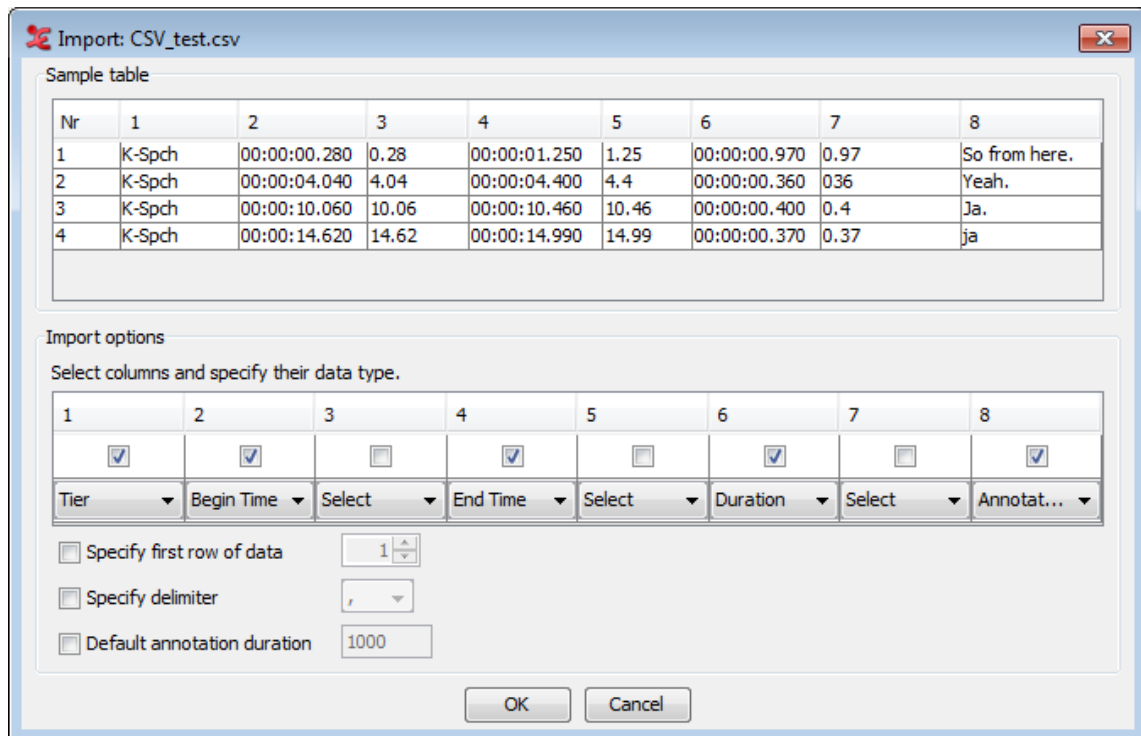 Import: CSV_test.csv
Sample table
Nr 1 2 3 4 5 6 7 8
1 K-Spch 00:00:00.280 0.28 00:00:01.250 1.25 00:00:00.970 0.97 So from here.
2 K-Spch 00:00:04.040 4.04 00:00:04.400 4.4 00:00:00.360 036 Yeah.
3 K-Spch 00:00:10.060 10.06 00:00:10.460 10.46 00:00:00.400 0.4 Ja.
4 K-Spch 00:00:14.620 14.62 00:00:14.990 14.99 00:00:00.370 0.37 ja
Import options
Select columns and specify their data type.
1 2 3 4 5 6 7 8
Tier Begin Time Select End Time Select Duration Select Annotat...
Specify first row of data 1
Specify delimiter ,
Default annotation duration 1000
OK Cancel